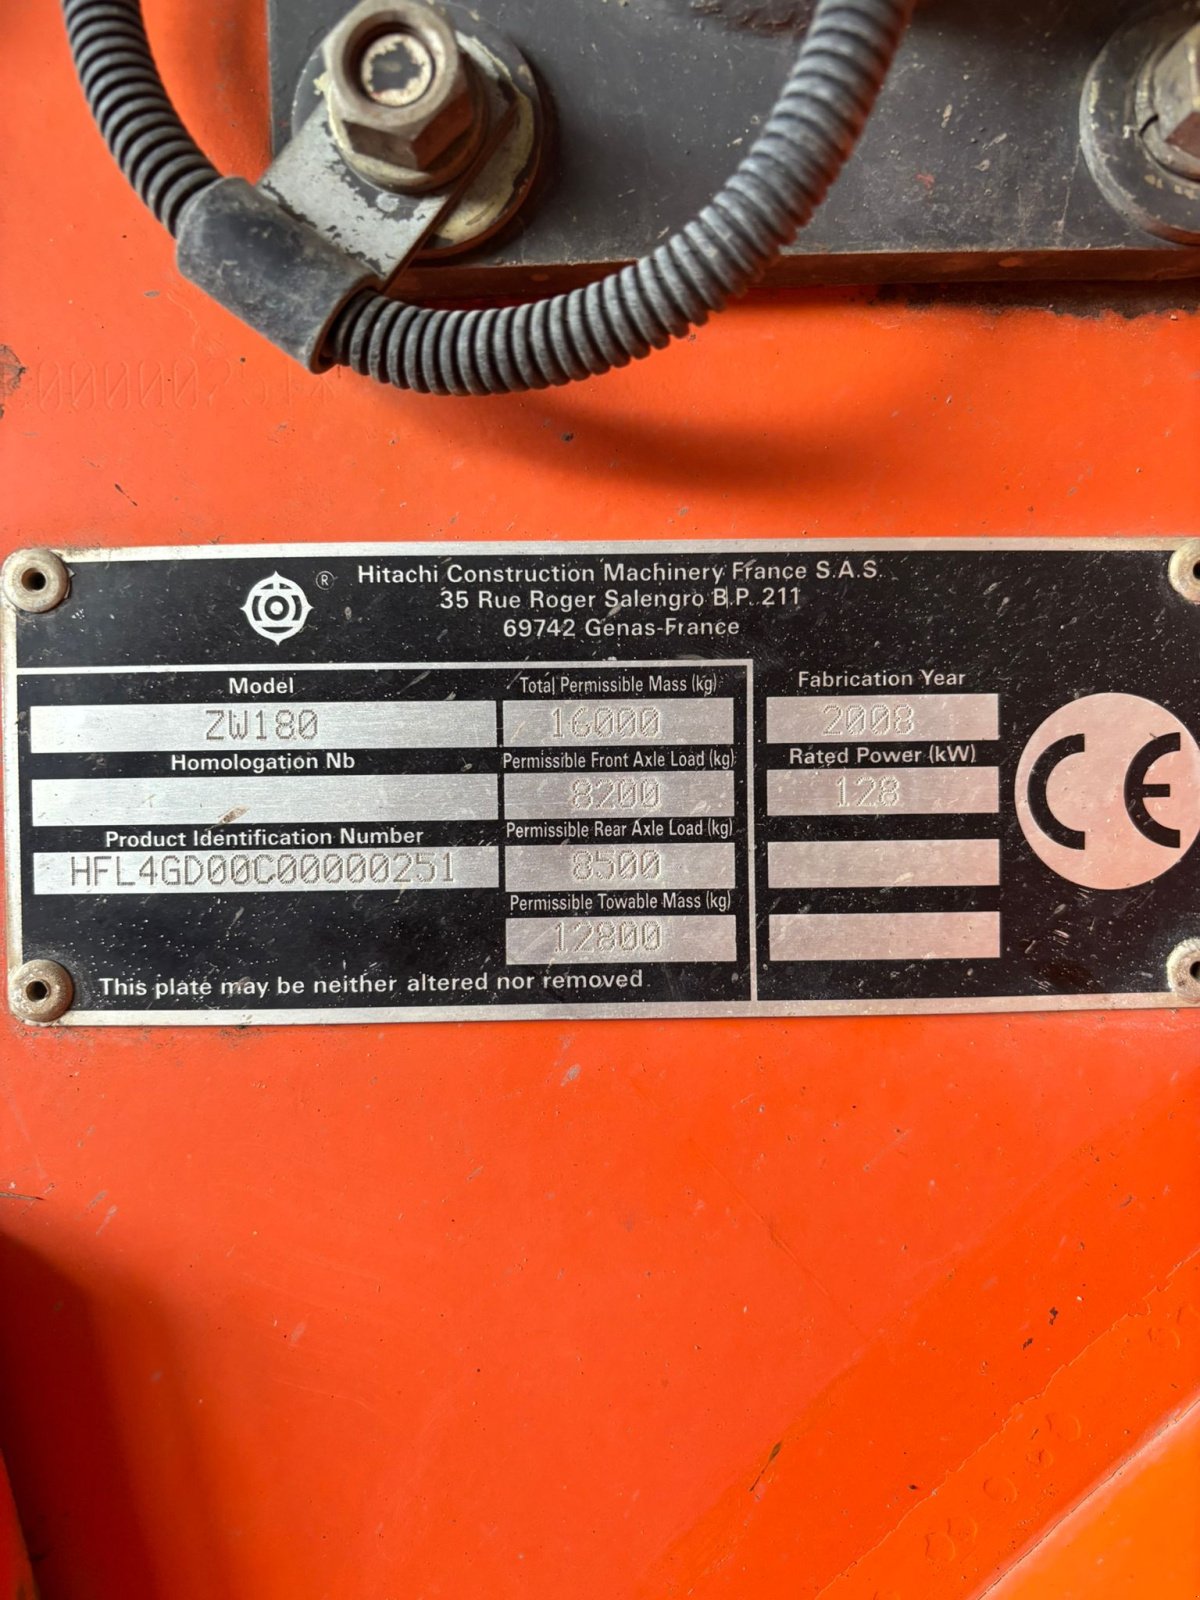 00000251*
® Hitachi Construction Machinery France S.A.S.
35 Rue Roger Salengro B.P. 211
69742 Genas-France
Model
ZW180
Homologation Nb
Product Identification Number
HFL4GD00C00000251
Total Permissible Mass (kg)
16000
Permissible Front Axle Load (kg)
8200
Permissible Rear Axle Load (kg)
8500
Permissible Towable Mass (kg)
12800
Fabrication Year
2008
Rated Power (kW)
128
CE
This plate may be neither altered nor removed.